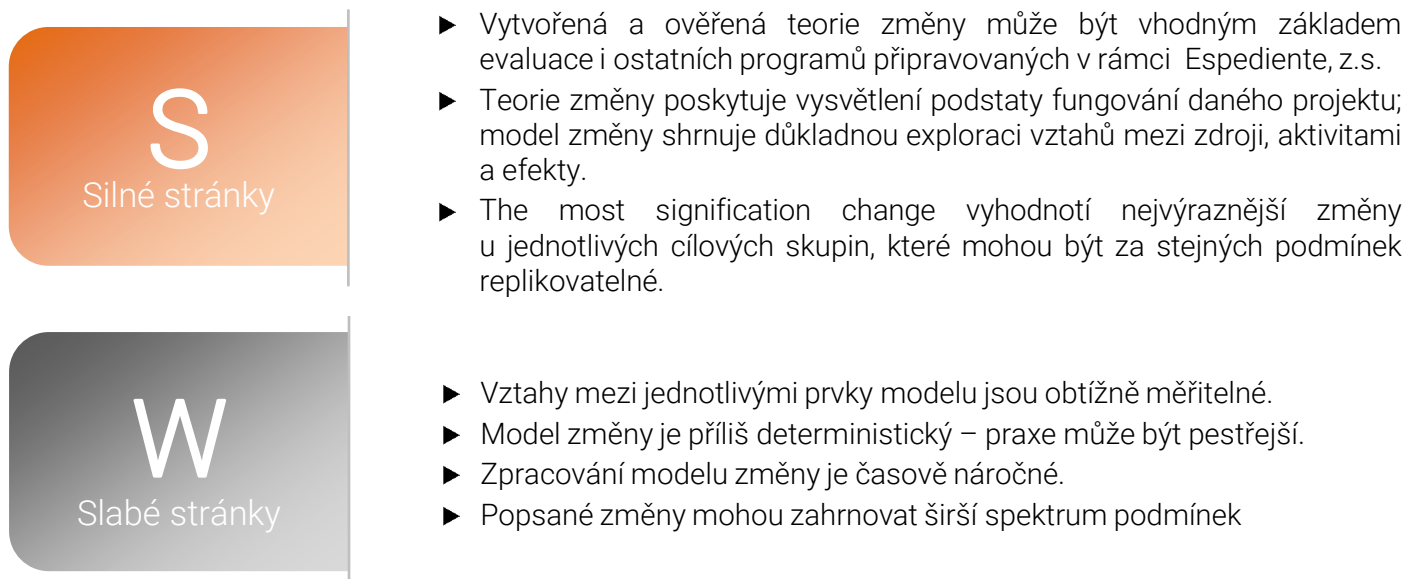 S
Silné stránky
▶ Vytvořená a ověřená teorie změny může být vhodným základem
evaluace i ostatních programů připravovaných v rámci Espediente, z.s.
▶ Teorie změny poskytuje vysvětlení podstaty fungování daného projektu;
model změny shrnuje důkladnou exploraci vztahů mezi zdroji, aktivitami
a efekty.
▶ The most signification change vyhodnotí nejvýraznější změny
u jednotlivých cílových skupin, které mohou být za stejných podmínek
replikovatelné.
W
Slabé stránky
▶ Vztahy mezi jednotlivými prvky modelu jsou obtížně měřitelné.
▶ Model změny je příliš deterministický – praxe může být pestřejší.
▶ Zpracování modelu změny je časově náročné.
▶ Popsané změny mohou zahrnovat širší spektrum podmínek